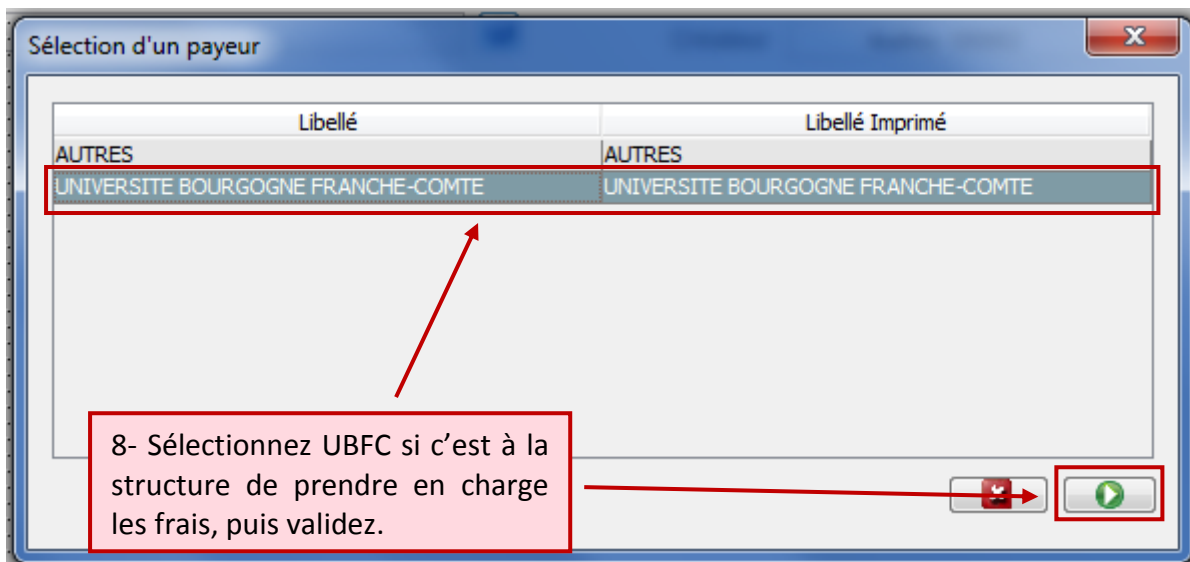 Sélection d'un payeur
Libellé Libellé Imprimé
AUTRES AUTRES
UNIVERSITE BOURGOGNE FRANCHE-COMTE UNIVERSITE BOURGOGNE FRANCHE-COMTE
8- Sélectionnez UBFC si c’est à la
structure de prendre en charge
les frais, puis validez.